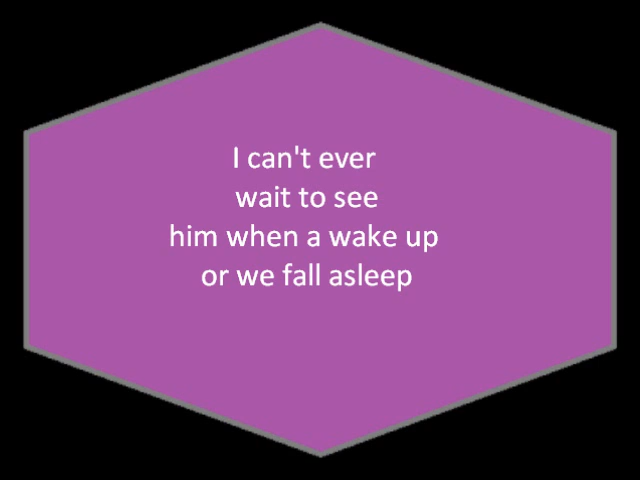 I can't ever
wait to see
him when a wake up
or we fall asleep